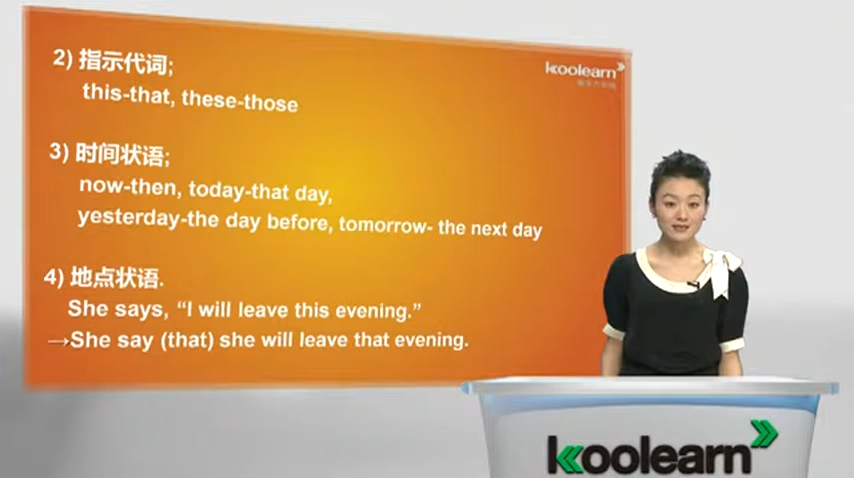 2) 指示代词;
this-that, these-those
3) 时间状语;
now-then, today-that day,
yesterday-the day before, tomorrow- the next day
4) 地点状语.
She says, “I will leave this evening.”
→She say (that) she will leave that evening.
koolearn
koolearn